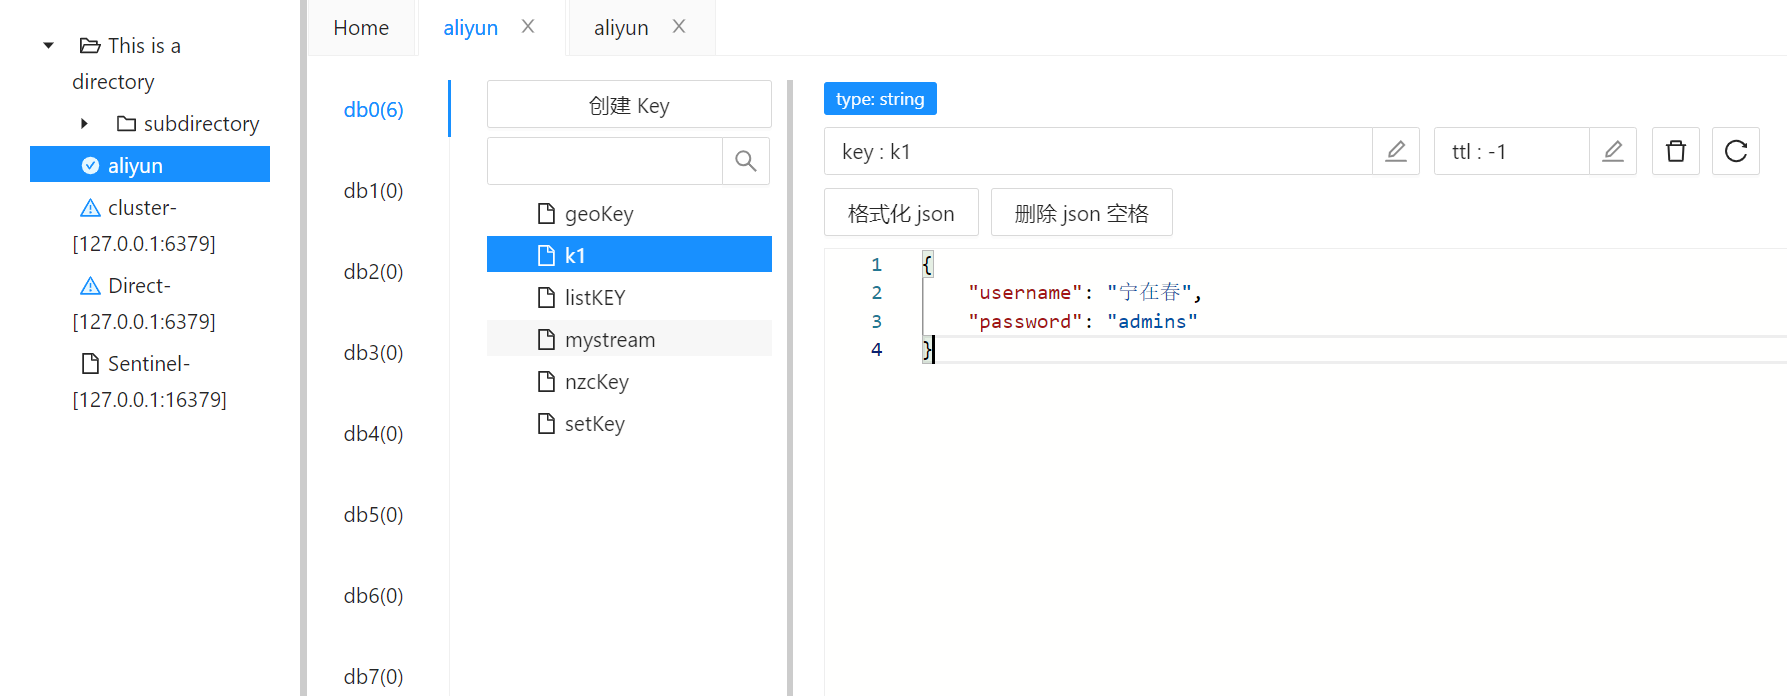 This is a
directory
subdirectory
aliyun
cluster-
[127.0.0.1:6379]
Direct-
[127.0.0.1:6379]
Sentinel-
[127.0.0.1:16379]
Home
aliyun
aliyun
db0(6)
db1(0)
db2(0)
db3(0)
db4(0)
db5(0)
db6(0)
db7(0)
创建 Key
geoKey
k1
listKEY
mystream
nzcKey
setKey
type: string
key : k1
ttl : -1
格式化 json
删除 json 空格
1 {
2 "username": "宁在春",
3 "password": "admins"
4 }